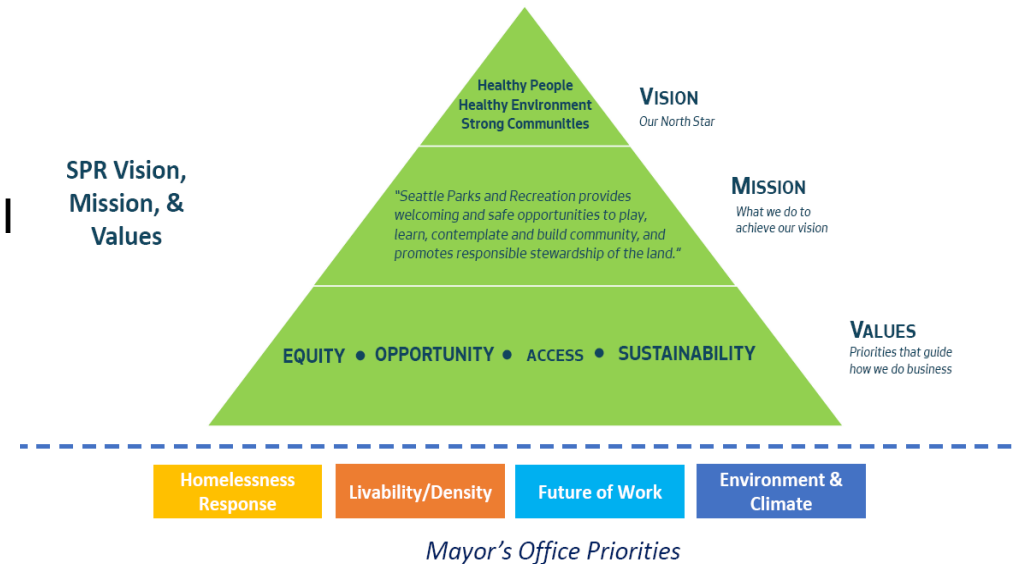 Healthy People
Healthy Environment
Strong Communities
VISION
Our North Star
SPR Vision,
Mission, &
Values
"Seattle Parks and Recreation provides
welcoming and safe opportunities to play,
learn, contemplate and build community, and
promotes responsible stewardship of the land."
MISSION
What we do to
achieve our vision
EQUITY • OPPORTUNITY • ACCESS • SUSTAINABILITY
VALUES
Priorities that guide
how we do business
Homelessness
Response
Livability/Density
Future of Work
Environment &
Climate
Mayor's Office Priorities